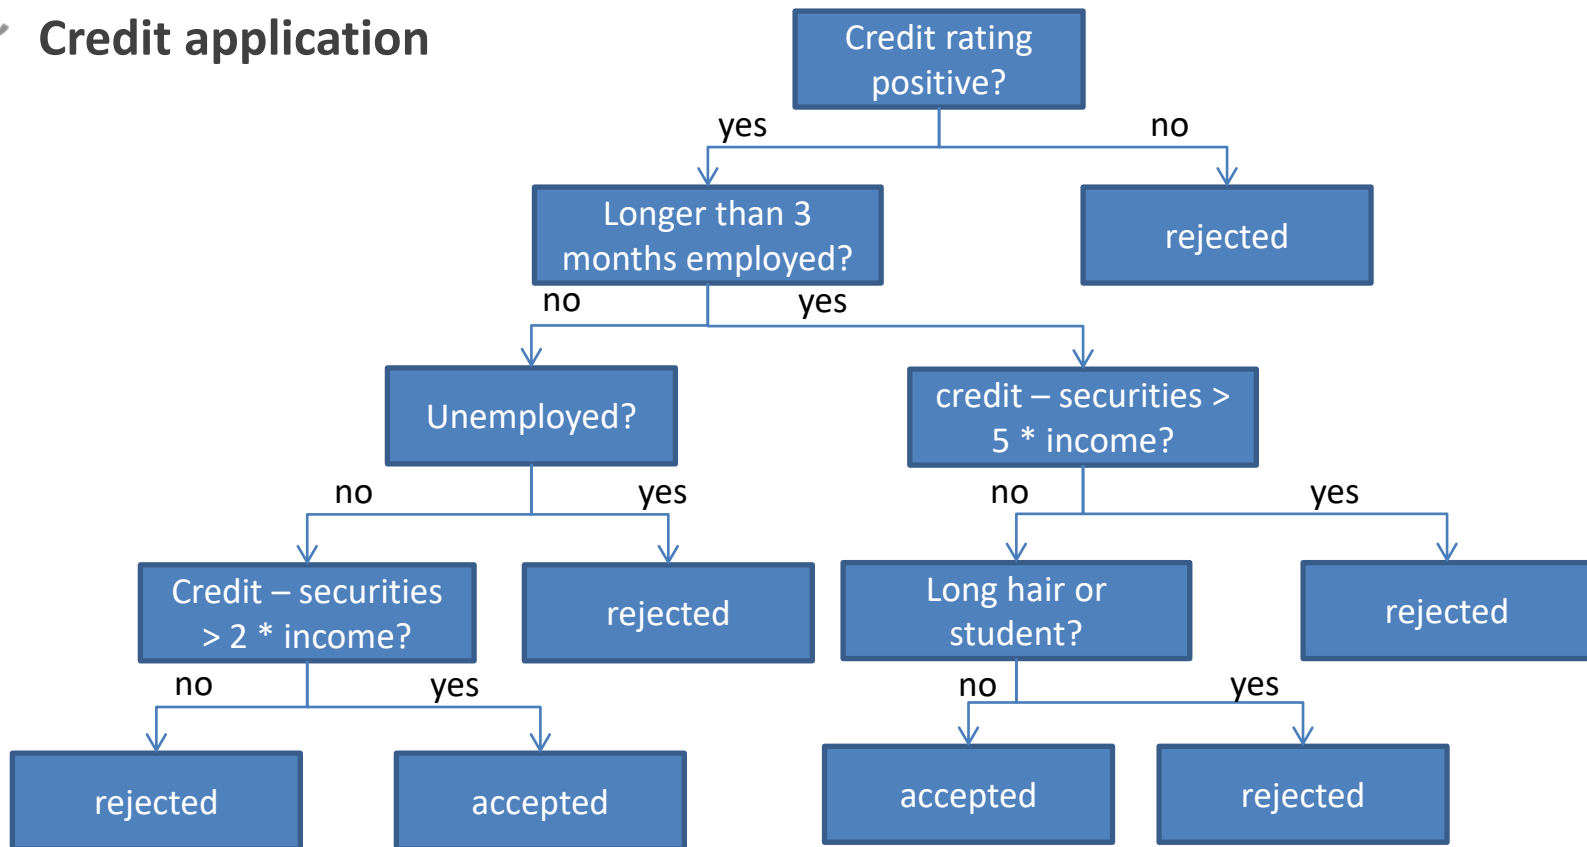 Credit application
Credit rating
positive?
yes
no
Longer than 3
months employed?
rejected
no
yes
Unemployed?
credit – securities >
5 * income?
no
yes
no
yes
Credit – securities
> 2 * income?
rejected
Long hair or
student?
rejected
no
yes
no
yes
rejected
accepted
accepted
rejected